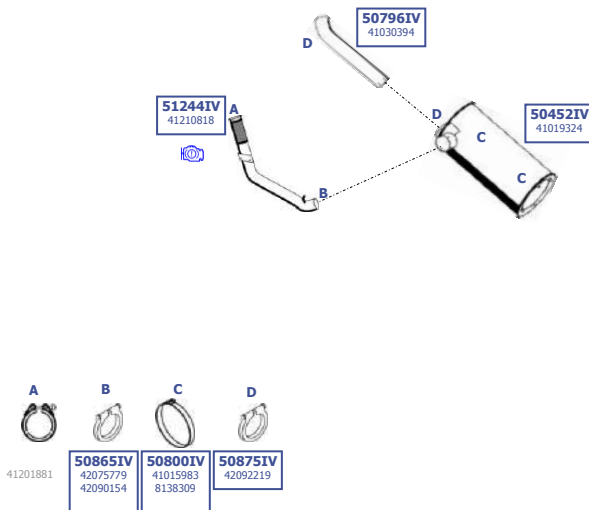 50796IV
41030394
D
51244IV
41210818
A
D
50452IV
41019324
C
C
B
A
B
C
D
41201881
50865IV
42075779
42090154
50800IV
41015983
8138309
50875IV
42092219